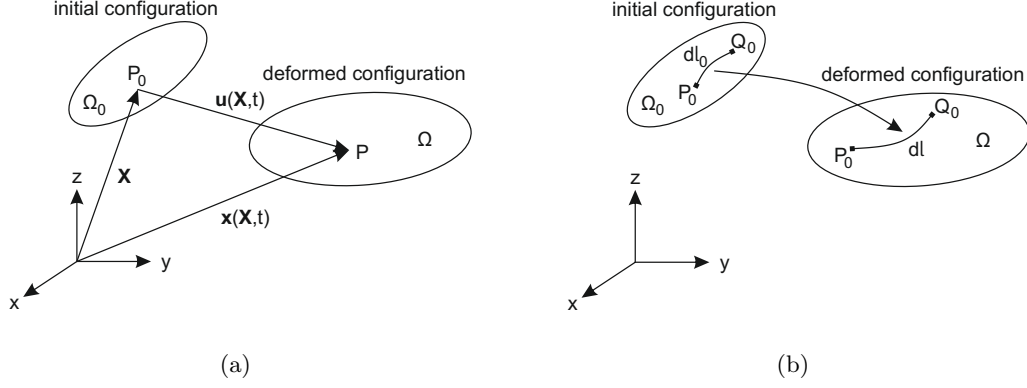 initial configuration
P0
Ω0
deformed configuration
u(X,t)
P
Ω
X
z
x(X,t)
y
x
(a)
initial configuration
Q0
dl0
P0
Ω0
deformed configuration
Q0
Ω
P0
dl
z
y
x
(b)